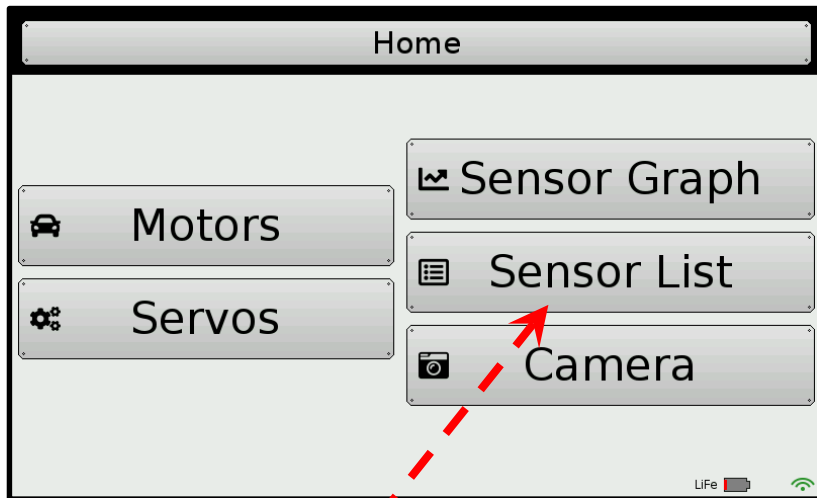 Home
Motors
Servos
Sensor Graph
Sensor List
Camera
LiFe